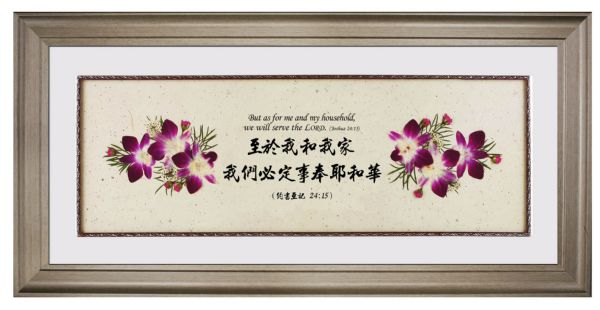 But as for me and my household,
we will serve the LORD. (Joshua 24:15)
至於我和我家
我們必定事奉耶和華
(約書亞記 24:15)